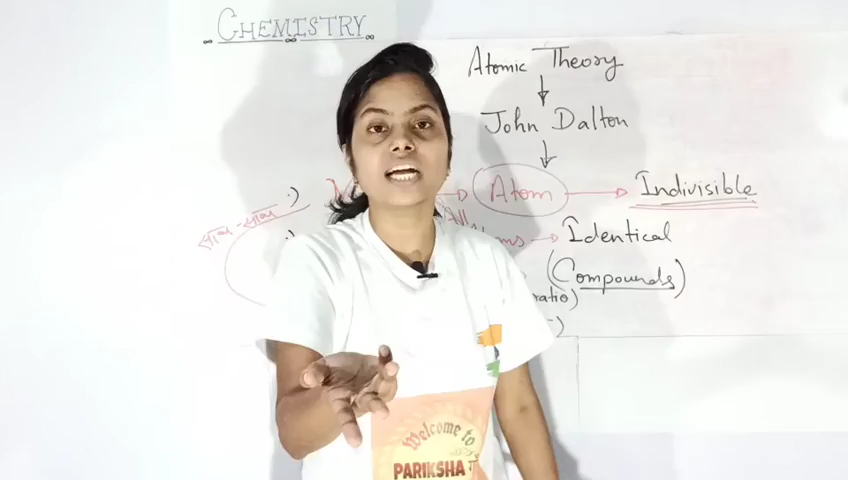 CHEMISTRY
Atomic Theory
John Dalton
Atom → Indivisible
Identical
(Compounds)
ratio)
Welcome to
PARIKSHA